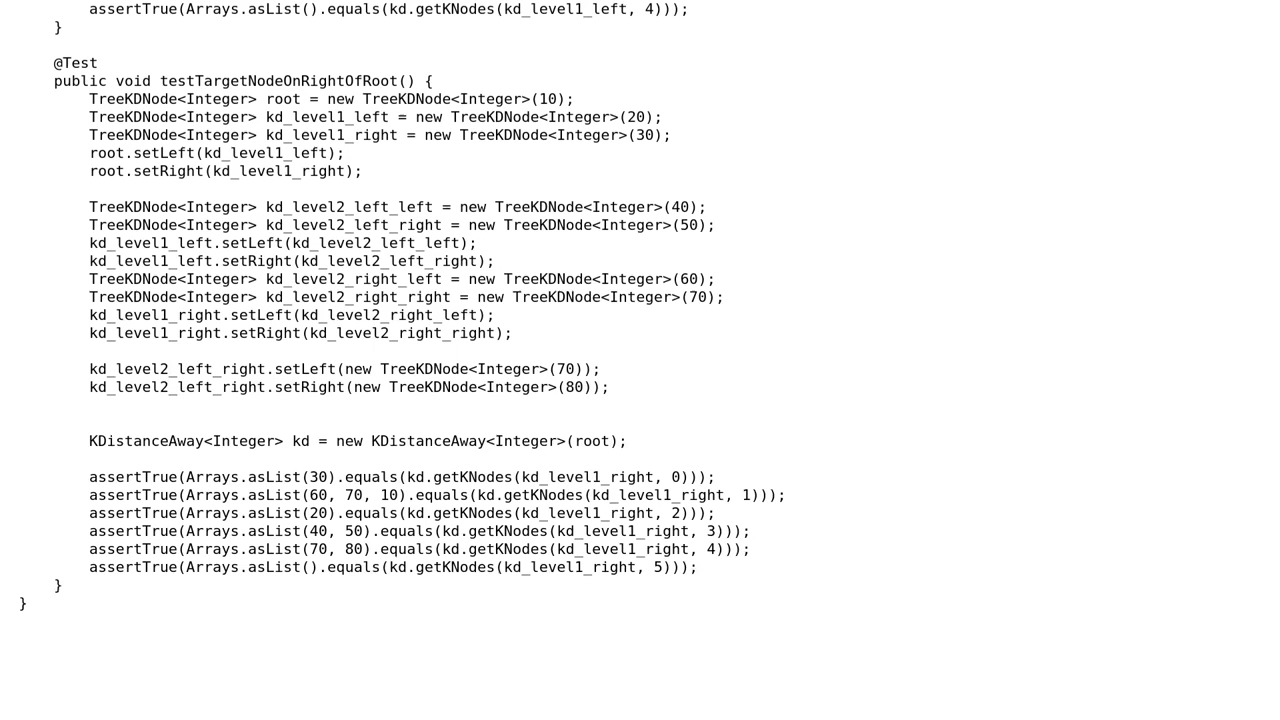 assertTrue(Arrays.asList().equals(kd.getKNodes(kd_level1_left, 4)));
}
@Test
public void testTargetNodeOnRightOfRoot() {
TreeKDNode<Integer> root = new TreeKDNode<Integer>(10);
TreeKDNode<Integer> kd_level1_left = new TreeKDNode<Integer>(20);
TreeKDNode<Integer> kd_level1_right = new TreeKDNode<Integer>(30);
root.setLeft(kd_level1_left);
root.setRight(kd_level1_right);
TreeKDNode<Integer> kd_level2_left_left = new TreeKDNode<Integer>(40);
TreeKDNode<Integer> kd_level2_left_right = new TreeKDNode<Integer>(50);
kd_level1_left.setLeft(kd_level2_left_left);
kd_level1_left.setRight(kd_level2_left_right);
TreeKDNode<Integer> kd_level2_right_left = new TreeKDNode<Integer>(60);
TreeKDNode<Integer> kd_level2_right_right = new TreeKDNode<Integer>(70);
kd_level1_right.setLeft(kd_level2_right_left);
kd_level1_right.setRight(kd_level2_right_right);
kd_level2_left_right.setLeft(new TreeKDNode<Integer>(70));
kd_level2_left_right.setRight(new TreeKDNode<Integer>(80));
KDistanceAway<Integer> kd = new KDistanceAway<Integer>(root);
assertTrue(Arrays.asList(30).equals(kd.getKNodes(kd_level1_right, 0)));
assertTrue(Arrays.asList(60, 70, 10).equals(kd.getKNodes(kd_level1_right, 1)));
assertTrue(Arrays.asList(20).equals(kd.getKNodes(kd_level1_right, 2)));
assertTrue(Arrays.asList(40, 50).equals(kd.getKNodes(kd_level1_right, 3)));
assertTrue(Arrays.asList(70, 80).equals(kd.getKNodes(kd_level1_right, 4)));
assertTrue(Arrays.asList().equals(kd.getKNodes(kd_level1_right, 5)));
}
}